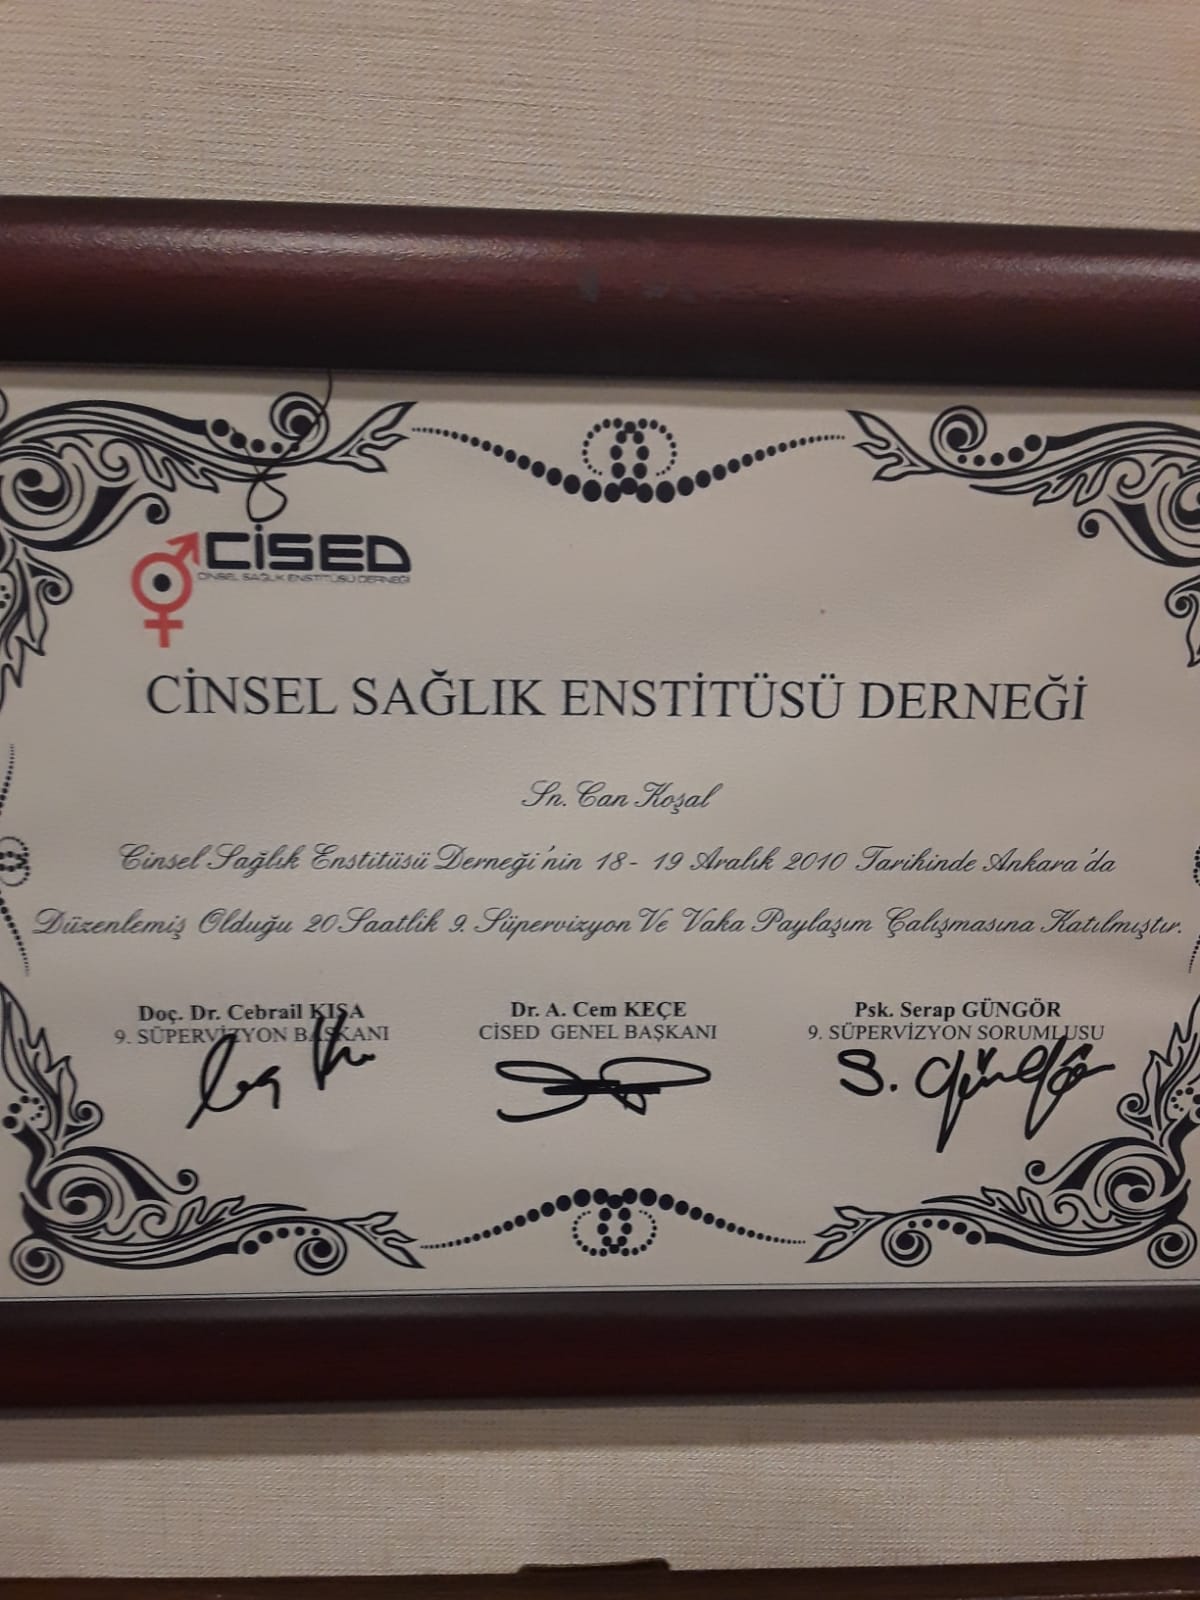 CİSED
CİNSEL SAĞLIK ENSTİTÜSÜ DERNEĞİ
CİNSEL SAĞLIK ENSTİTÜSÜ DERNEĞİ
Sn. Can Koşal
Cinsel Sağlık Enstitüsü Derneği'nin 18- 19 Aralık 2010 Tarihinde Ankara'da
Düzenlemiş Olduğu 20 Saatlik 9. Süpervizyon Ve Vaka Paylaşım Çalışmasına Katılmıştır.
Doç. Dr. Cebrail KISA
9. SÜPERVİZYON BAŞKANI
Dr. A. Cem KEÇE
CİSED GENEL BAŞKANI
Psk. Serap GÜNGÖR
9. SÜPERVİZYON SORUMLUSU
S. Güngör